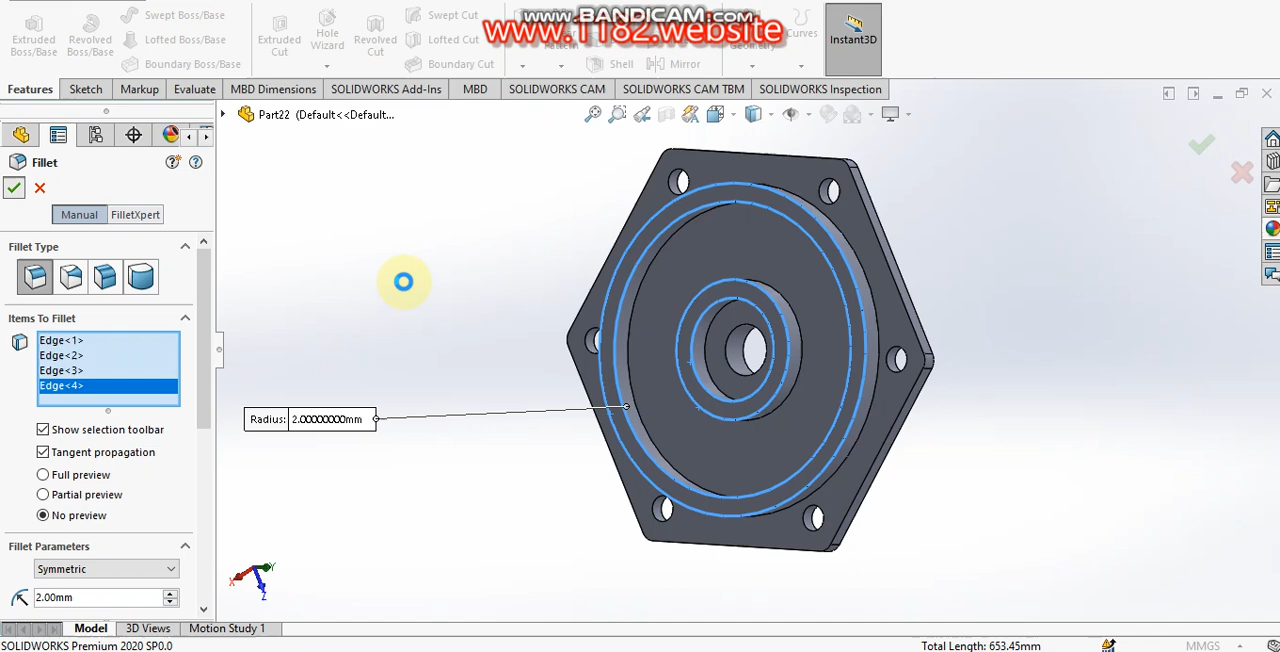 www.BANDICAM.com
www.1182.website
Extruded Boss/Base
Revolved Boss/Base
Swept Boss/Base
Lofted Boss/Base
Boundary Boss/Base
Extruded Cut
Hole Wizard
Revolved Cut
Swept Cut
Lofted Cut
Boundary Cut
Shell
Mirror
Curves
Instant3D
Features
Sketch
Markup
Evaluate
MBD Dimensions
SOLIDWORKS Add-Ins
MBD
SOLIDWORKS CAM
SOLIDWORKS CAM TBM
SOLIDWORKS Inspection
Part22 (Default<<Default...
Fillet
Manual
FilletXpert
Fillet Type
Items To Fillet
Edge<1>
Edge<2>
Edge<3>
Edge<4>
Radius: 2.00000000mm
Show selection toolbar
Tangent propagation
Full preview
Partial preview
No preview
Fillet Parameters
Symmetric
2.00mm
X
Y
Z
Model
3D Views
Motion Study 1
SOLIDWORKS Premium 2020 SP0.0
Total Length: 653.45mm
MMGS